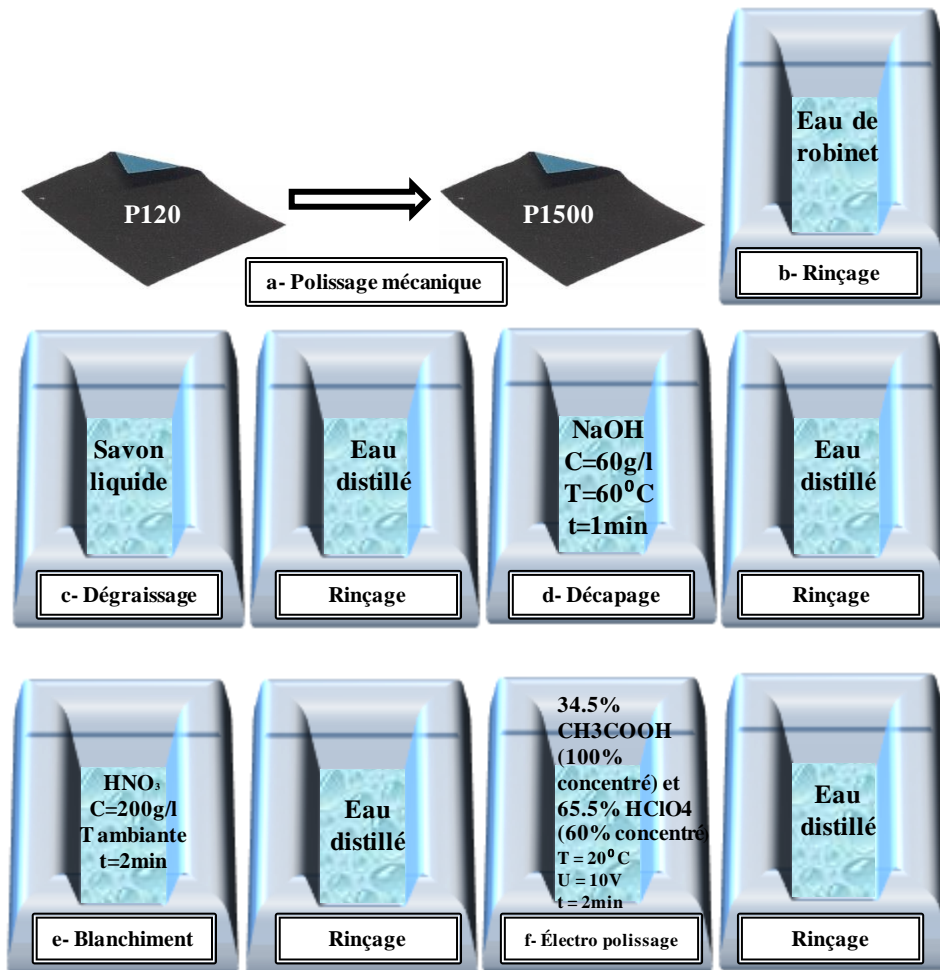 P120
P1500
a- Polissage mécanique
Eau de
robinet
b- Rinçage
Savon
liquide
c- Dégraissage
Eau
distillé
Rinçage
NaOH
C=60g/l
T=60⁰C
t=1min
d- Décapage
Eau
distillé
Rinçage
HNO₃
C=200g/l
T ambiante
t=2min
e- Blanchiment
Eau
distillé
Rinçage
34.5%
CH3COOH
(100%
concentré) et
65.5% HClO4
(60% concentré)
T = 20⁰C
U = 10V
t = 2min
f- Électro polissage
Eau
distillé
Rinçage